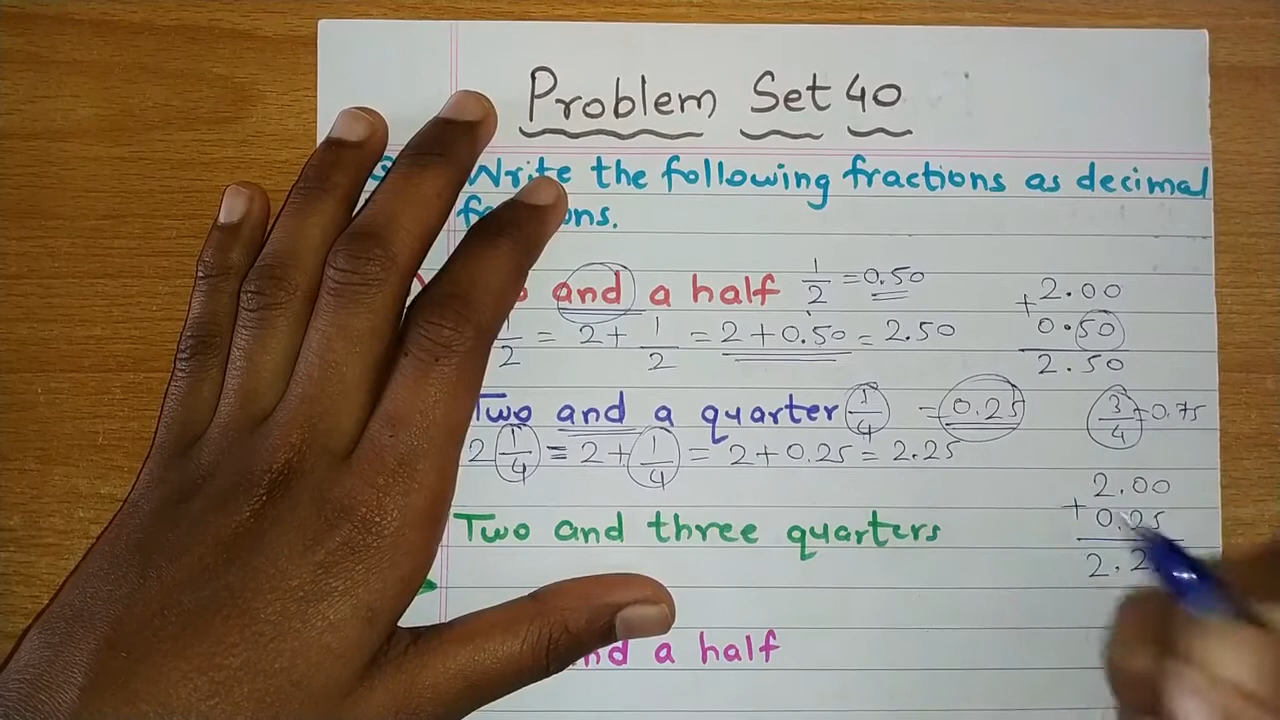 Problem Set 40
Write the following fractions as decimal
and a half 1/2 = 0.50
2 = 2 + 1/2 = 2 + 0.50 = 2.50
+ 2.00
0.50
2.50
Two and a quarter 1/4 = 0.25
3/4 = 0.75
2 1/4 = 2 + 1/4 = 2 + 0.25 = 2.25
+ 2.00
0.25
2.2
Two and three quarters
a half